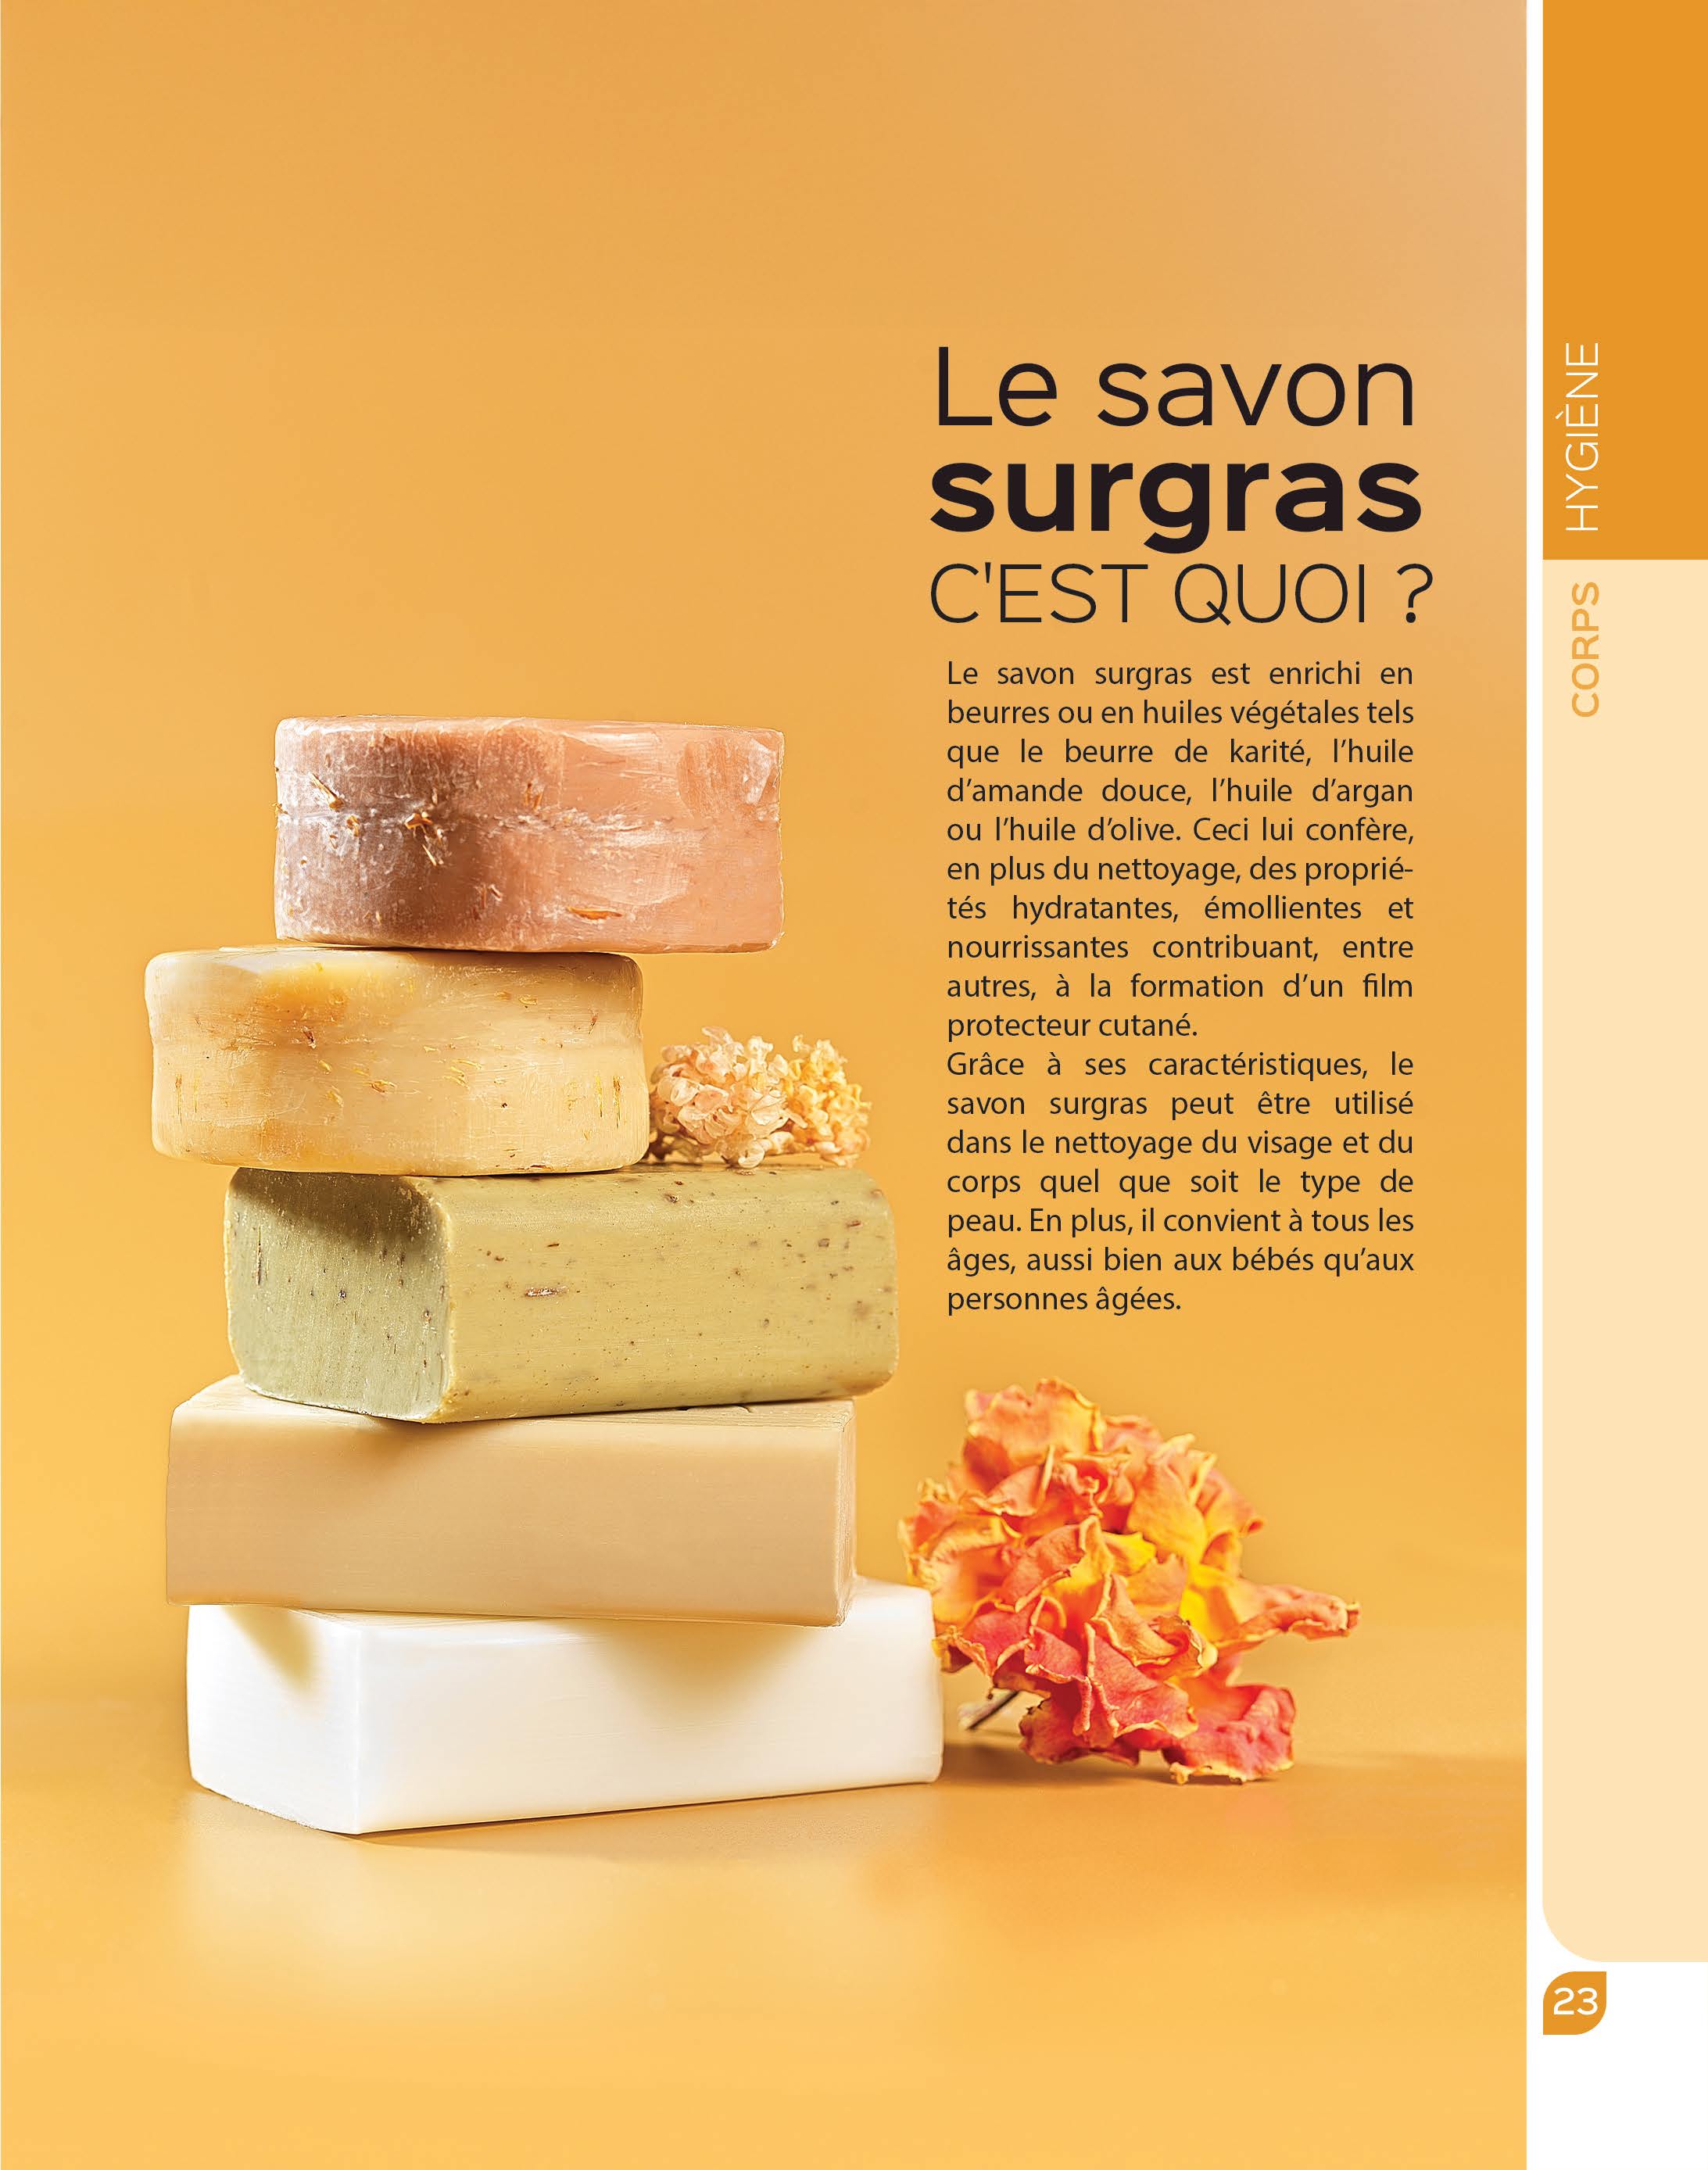 Le savon
surgras
C'EST QUOI ?
Le savon surgras est enrichi en
beurres ou en huiles végétales tels
que le beurre de karité, l’huile
d’amande douce, l’huile d’argan
ou l’huile d’olive. Ceci lui confère,
en plus du nettoyage, des proprié-
tés hydratantes, émollientes et
nourrissantes contribuant, entre
autres, à la formation d’un film
protecteur cutané.
Grâce à ses caractéristiques, le
savon surgras peut être utilisé
dans le nettoyage du visage et du
corps quel que soit le type de
peau. En plus, il convient à tous les
âges, aussi bien aux bébés qu’aux
personnes âgées.
HYGIÈNE
CORPS
23